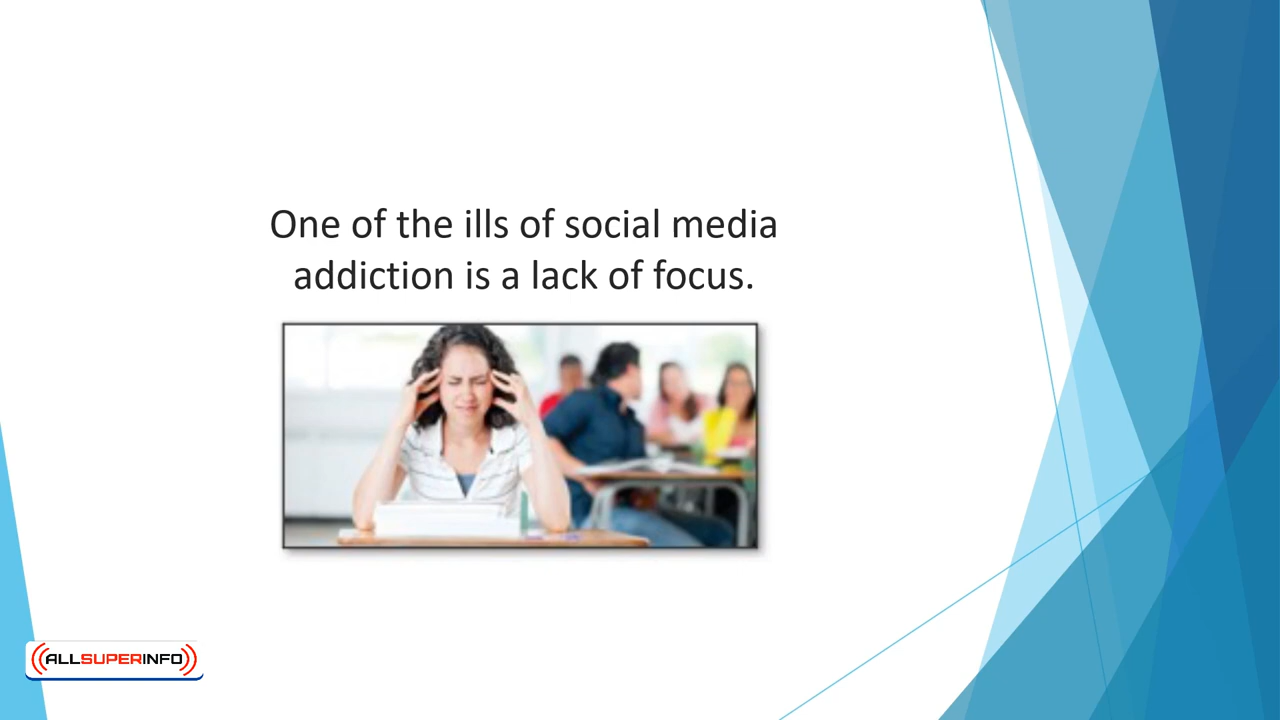 One of the ills of social media
addiction is a lack of focus.
ALLSUPERINFO